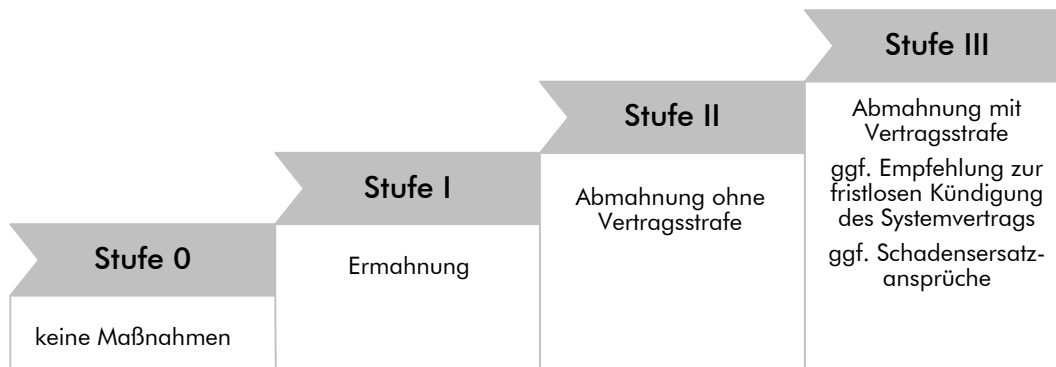 Stufe 0
keine Maßnahmen
Stufe I
Ermahnung
Stufe II
Abmahnung ohne
Vertragsstrafe
Stufe III
Abmahnung mit
Vertragsstrafe
ggf. Empfehlung zur
fristlosen Kündigung
des Systemvertrags
ggf. Schadensersatz-
ansprüche